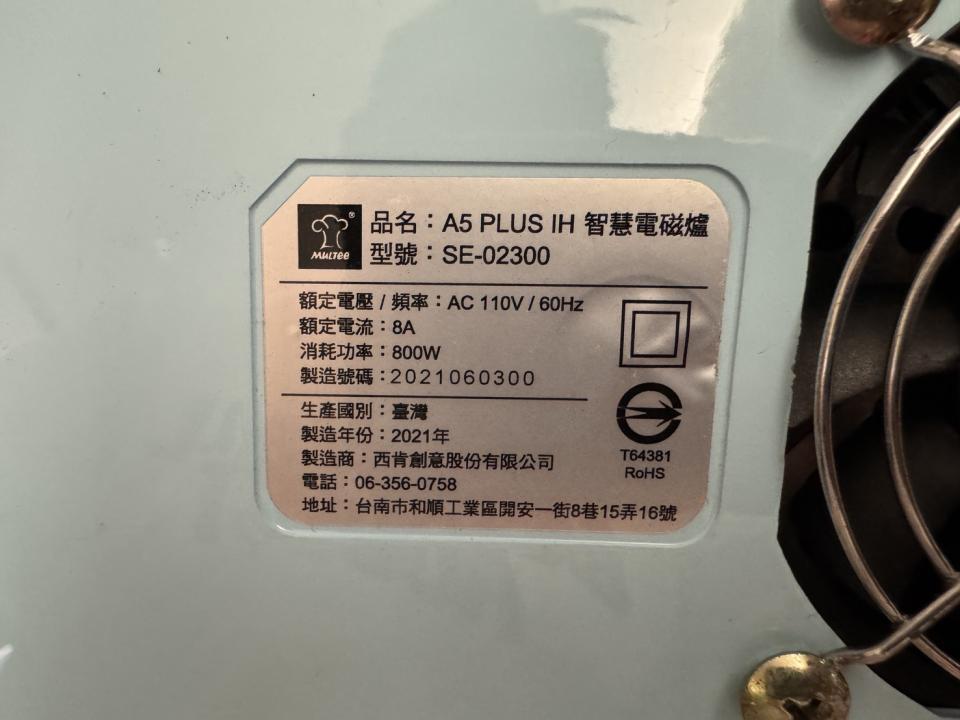 MULTee®
品名：A5 PLUS IH 智慧電磁爐
型號：SE-02300
額定電壓 / 頻率：AC 110V / 60Hz
額定電流：8A
消耗功率：800W
製造號碼：2021060300
生產國別：臺灣
製造年份：2021年
製造商：西肯創意股份有限公司
電話：06-356-0758
地址：台南市和順工業區開安一街8巷15弄16號
T64381
RoHS